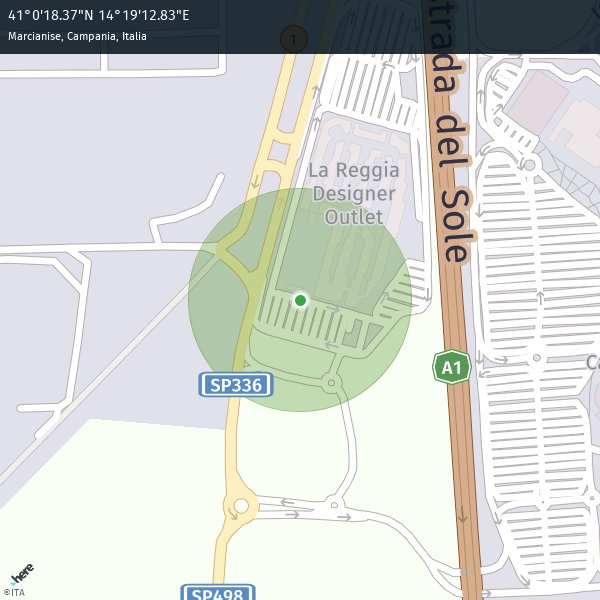 41°0'18.37"N 14°19'12.83"E
Marcianise, Campania, Italia
1
trada del Sole
La Reggia
Designer
Outlet
A1
SP336
Ca
SP498
here
©ITA